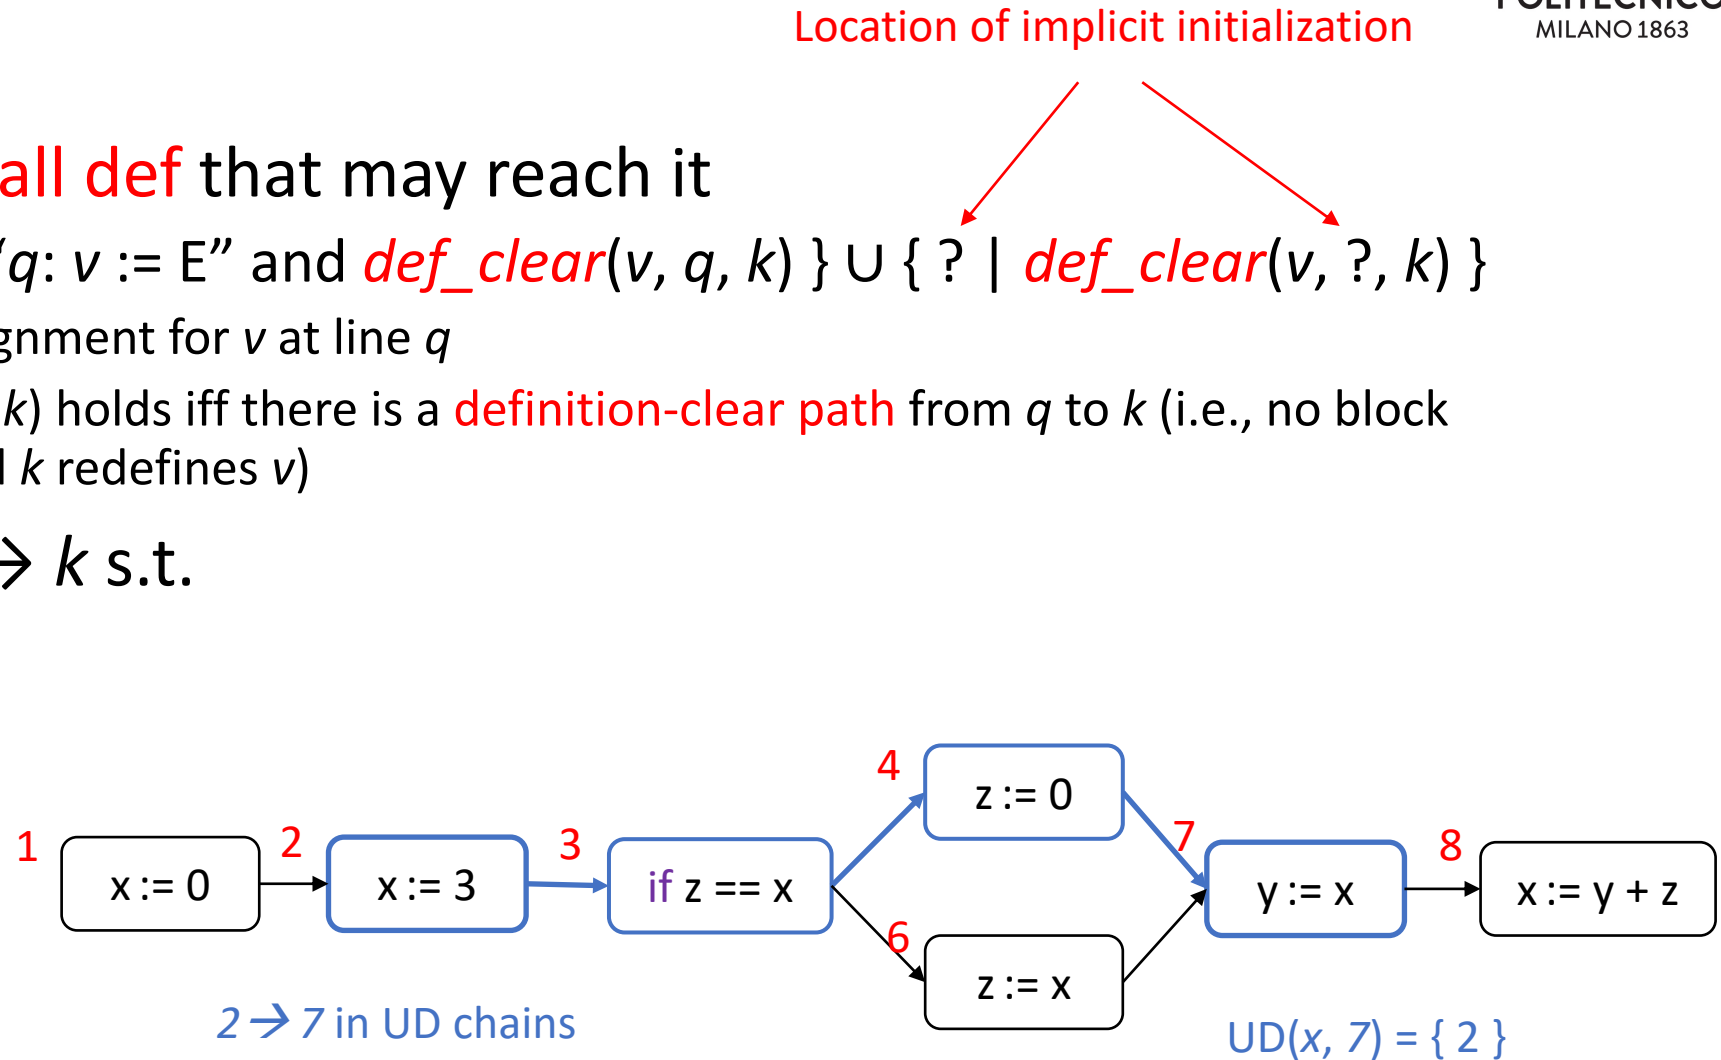 Location of implicit initialization
POLITECNICO
MILANO 1863
all def that may reach it
“q: v := E” and def_clear(v, q, k) } ∪ { ? | def_clear(v, ?, k) }
gnment for v at line q
k) holds iff there is a definition-clear path from q to k (i.e., no block
k redefines v)
→ k s.t.
1
x := 0
2
x := 3
3
if z == x
4
z := 0
6
z := x
7
y := x
8
x := y + z
2 → 7 in UD chains
UD(x, 7) = { 2 }